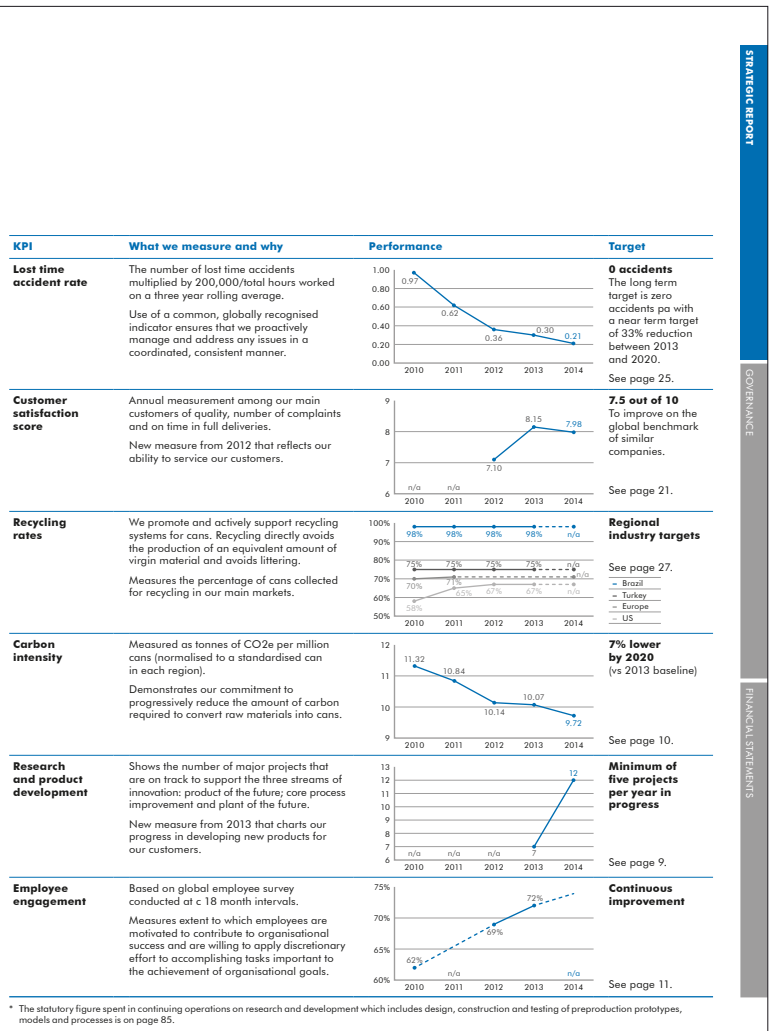 STRATEGIC REPORT
GOVERNANCE
FINANCIAL STATEMENTS
KPI What we measure and why Performance Target
Lost time
accident rate
The number of lost time accidents
multiplied by 200,000/total hours worked
on a three year rolling average.
Use of a common, globally recognised
indicator ensures that we proactively
manage and address any issues in a
coordinated, consistent manner.
1.00
0.80
0.60
0.40
0.20
0.00
0.97
0.62
0.36
0.30
0.21
2010 2011 2012 2013 2014
0 accidents
The long term
target is zero
accidents pa with
a near term target
of 33% reduction
between 2013
and 2020.
See page 25.
Customer
satisfaction
score
Annual measurement among our main
customers of quality, number of complaints
and on time in full deliveries.
New measure from 2012 that reflects our
ability to service our customers.
9
8
7
6
n/a n/a
7.10
8.15
7.98
2010 2011 2012 2013 2014
7.5 out of 10
To improve on the
global benchmark
of similar
companies.
See page 21.
Recycling
rates
We promote and actively support recycling
systems for cans. Recycling directly avoids
the production of an equivalent amount of
virgin material and avoids littering.
Measures the percentage of cans collected
for recycling in our main markets.
100%
90%
80%
70%
60%
50%
98% 98% 98% 98% n/a
75% 75% 75% 75% n/a
70% 71% n/a
58% 65% 67% 67% n/a
2010 2011 2012 2013 2014
Regional
industry targets
See page 27.
Brazil
Turkey
Europe
US
Carbon
intensity
Measured as tonnes of CO2e per million
cans (normalised to a standardised can
in each region).
Demonstrates our commitment to
progressively reduce the amount of carbon
required to convert raw materials into cans.
12
11
10
9
11.32
10.84
10.14
10.07
9.72
2010 2011 2012 2013 2014
7% lower
by 2020
(vs 2013 baseline)
See page 10.
Research
and product
development
Shows the number of major projects that
are on track to support the three streams of
innovation: product of the future; core process
improvement and plant of the future.
New measure from 2013 that charts our
progress in developing new products for
our customers.
13
12
11
10
9
8
7
6
n/a n/a n/a 7
12
2010 2011 2012 2013 2014
Minimum of
five projects
per year in
progress
See page 9.
Employee
engagement
Based on global employee survey
conducted at c 18 month intervals.
Measures extent to which employees are
motivated to contribute to organisational
success and are willing to apply discretionary
effort to accomplishing tasks important to
the achievement of organisational goals.
75%
70%
65%
60%
62%
n/a
69%
72%
n/a
2010 2011 2012 2013 2014
Continuous
improvement
See page 11.
* The statutory figure spent in continuing operations on research and development which includes design, construction and testing of preproduction prototypes,
models and processes is on page 85.